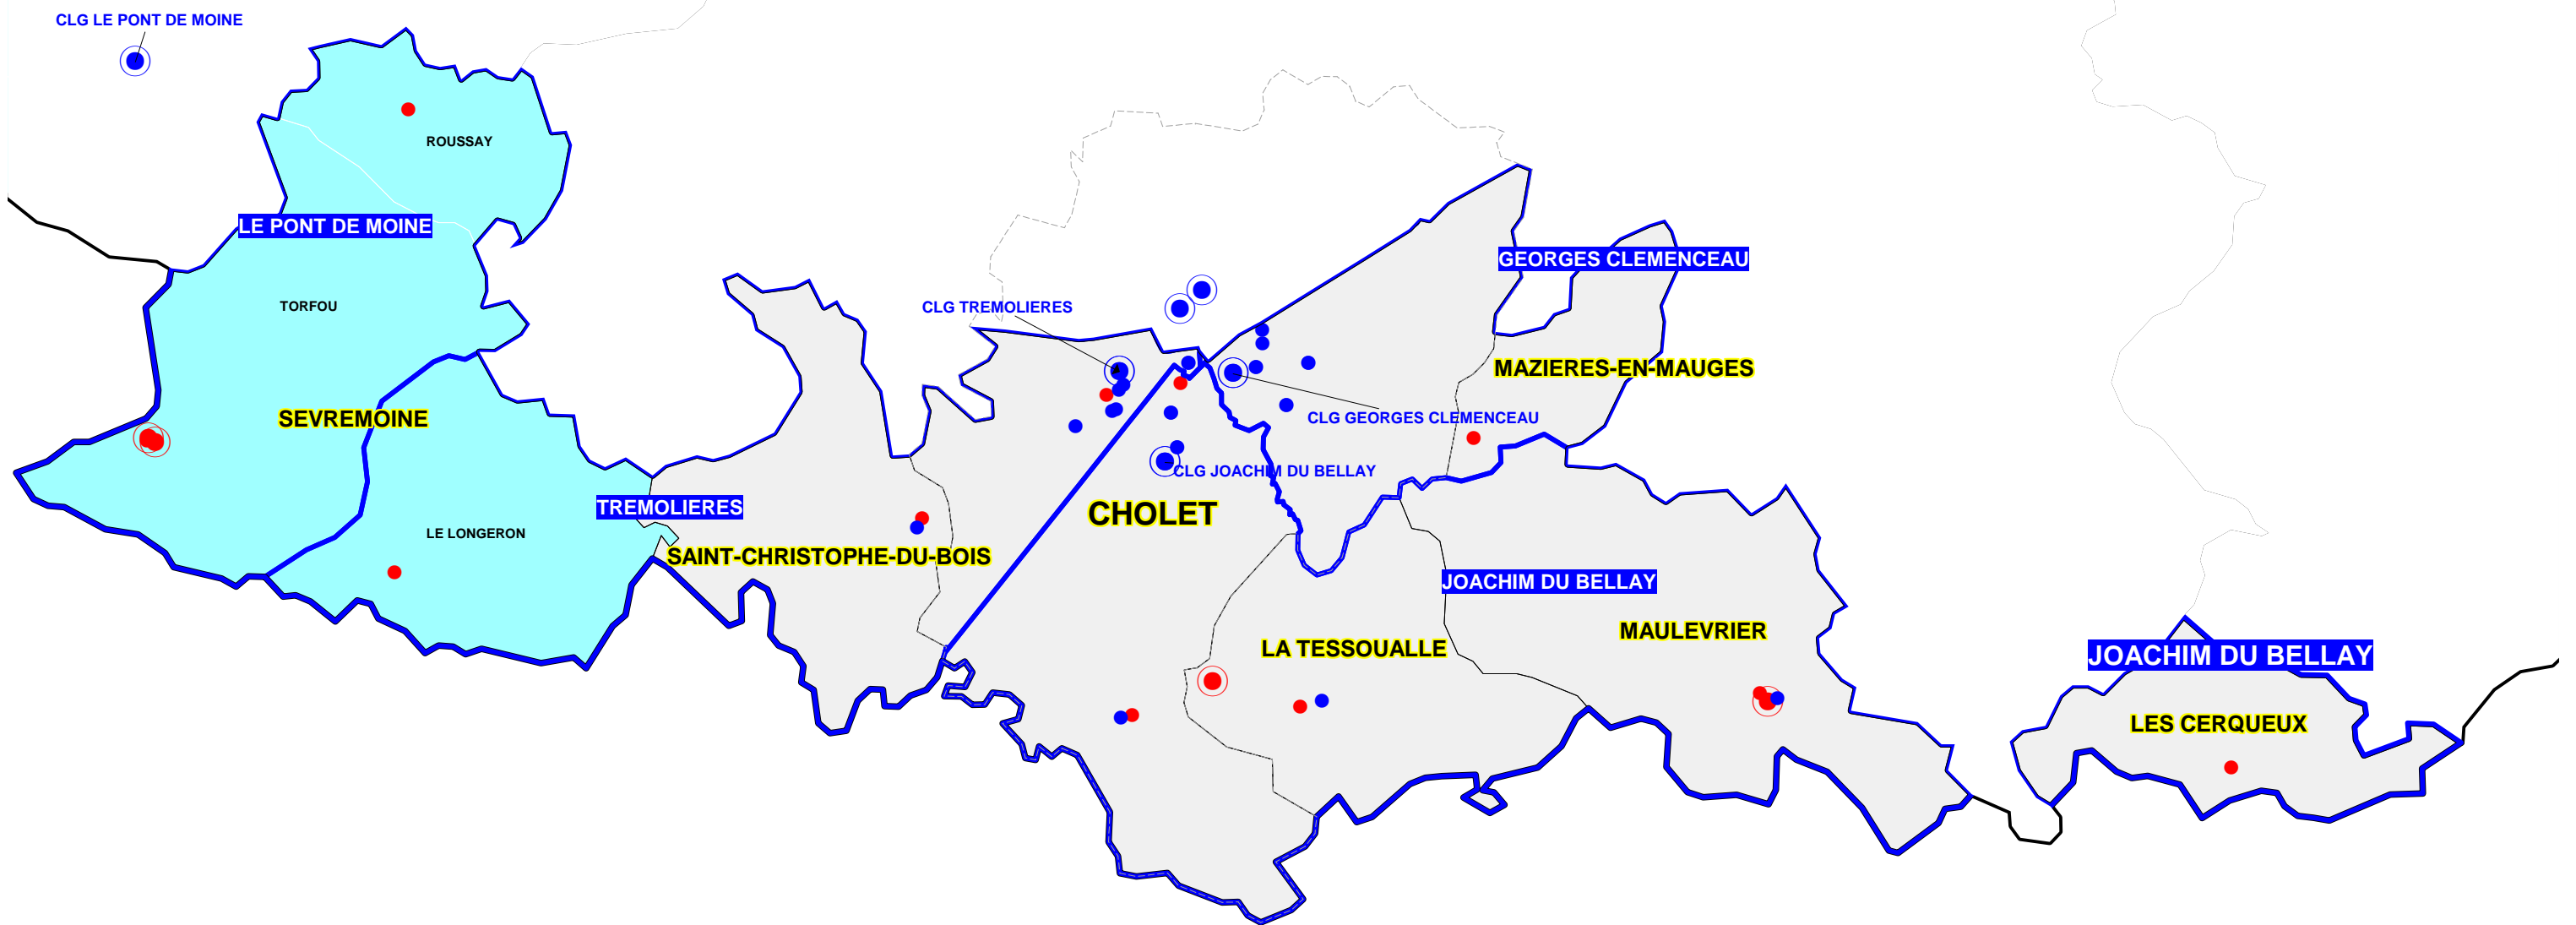 CLG LE PONT DE MOINE
ROUSSAY
LE PONT DE MOINE
GEORGES CLEMENCEAU
TORFOU
CLG TREMOLIERES
MAZIERES-EN-MAUGES
SEVREMOINE
CLG GEORGES CLEMENCEAU
CLG JOACHIM DU BELLAY
TREMOLIERES
CHOLET
LE LONGERON
SAINT-CHRISTOPHE-DU-BOIS
JOACHIM DU BELLAY
MAULEVRIER
LA TESSOUALLE
JOACHIM DU BELLAY
LES CERQUEUX